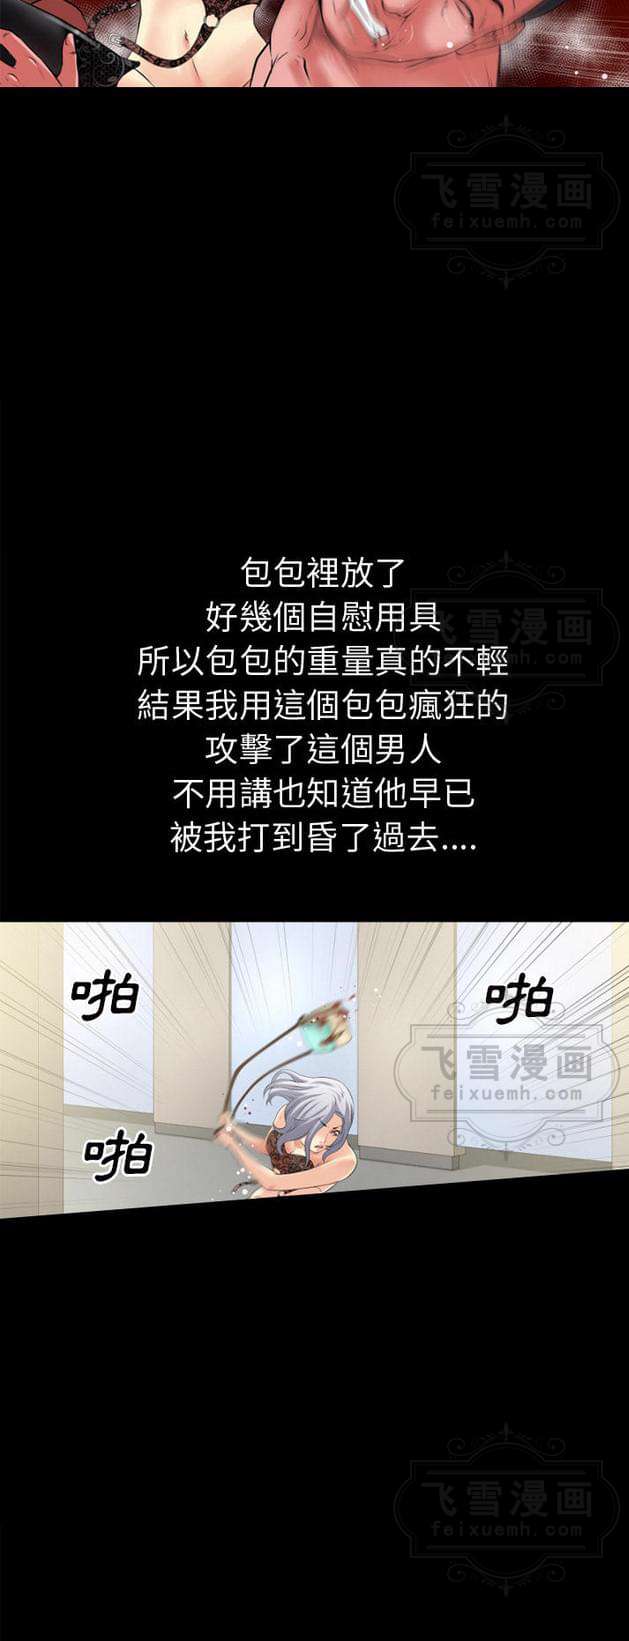 飞雪漫画
feixuemh.com
包包裡放了
好幾個自慰用具
所以包包的重量真的不輕
結果我用這個包包瘋狂的
攻擊了這個男人
不用講也知道他早已
被我打到昏了過去....
飞雪漫画
feixuemh.com
啪
啪
飞雪漫画
feixuemh.com
啪
飞雪漫画
feixuemh.com